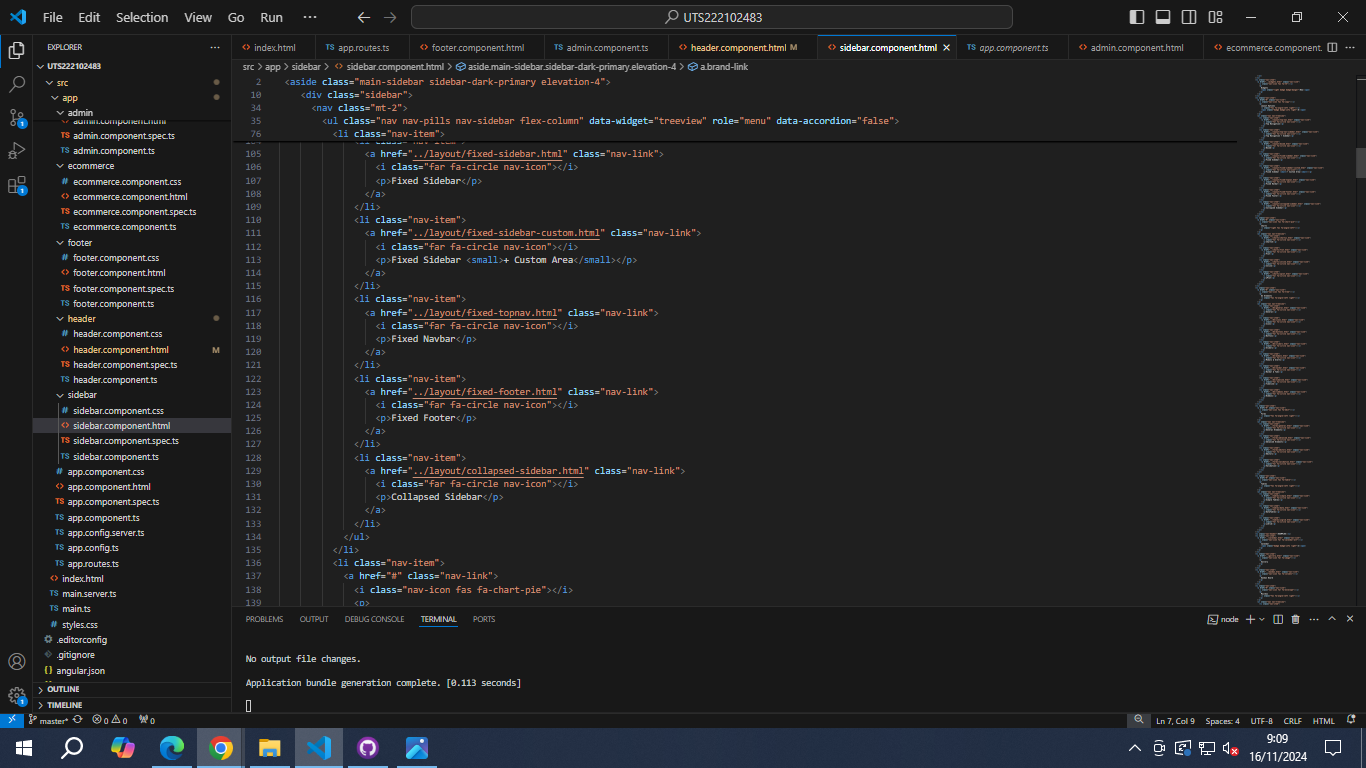 File Edit Selection View Go Run ··· UTS222102483
EXPLORER ···
UTS222102483
src
app
admin
admin.component.html
admin.component.spec.ts
admin.component.ts
ecommerce
ecommerce.component.css
ecommerce.component.html
ecommerce.component.spec.ts
ecommerce.component.ts
footer
footer.component.css
footer.component.html
footer.component.spec.ts
footer.component.ts
header
header.component.css
header.component.html M
header.component.spec.ts
header.component.ts
sidebar
sidebar.component.css
sidebar.component.html
sidebar.component.spec.ts
sidebar.component.ts
app.component.css
app.component.html
app.component.spec.ts
app.component.ts
app.config.server.ts
app.config.ts
app.routes.ts
index.html
main.server.ts
main.ts
styles.css
.editorconfig
.gitignore
angular.json
OUTLINE
TIMELINE
index.html app.routes.ts footer.component.html admin.component.ts header.component.html M sidebar.component.html app.component.ts admin.component.html ecommerce.component.
src > app > sidebar > sidebar.component.html > aside.main-sidebar.sidebar-dark-primary.elevation-4 > a.brand-link
2 <aside class="main-sidebar sidebar-dark-primary elevation-4">
10 <div class="sidebar">
34 <nav class="mt-2">
35 <ul class="nav nav-pills nav-sidebar flex-column" data-widget="treeview" role="menu" data-accordion="false">
76 <li class="nav-item">
105 <a href="../layout/fixed-sidebar.html" class="nav-link">
106 <i class="far fa-circle nav-icon"></i>
107 <p>Fixed Sidebar</p>
108 </a>
109 </li>
110 <li class="nav-item">
111 <a href="../layout/fixed-sidebar-custom.html" class="nav-link">
112 <i class="far fa-circle nav-icon"></i>
113 <p>Fixed Sidebar <small>+ Custom Area</small></p>
114 </a>
115 </li>
116 <li class="nav-item">
117 <a href="../layout/fixed-topnav.html" class="nav-link">
118 <i class="far fa-circle nav-icon"></i>
119 <p>Fixed Navbar</p>
120 </a>
121 </li>
122 <li class="nav-item">
123 <a href="../layout/fixed-footer.html" class="nav-link">
124 <i class="far fa-circle nav-icon"></i>
125 <p>Fixed Footer</p>
126 </a>
127 </li>
128 <li class="nav-item">
129 <a href="../layout/collapsed-sidebar.html" class="nav-link">
130 <i class="far fa-circle nav-icon"></i>
131 <p>Collapsed Sidebar</p>
132 </a>
133 </li>
134 </ul>
135 </li>
136 <li class="nav-item">
137 <a href="#" class="nav-link">
138 <i class="nav-icon fas fa-chart-pie"></i>
139 <p>
PROBLEMS OUTPUT DEBUG CONSOLE TERMINAL PORTS node
No output file changes.
Application bundle generation complete. [0.113 seconds]
master* 0 0 0 Ln 7, Col 9 Spaces: 4 UTF-8 CRLF HTML
9:09
16/11/2024